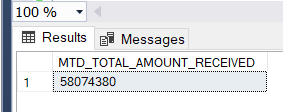 100 %
Results Messages
MTD_TOTAL_AMOUNT_RECEIVED
1 58074380